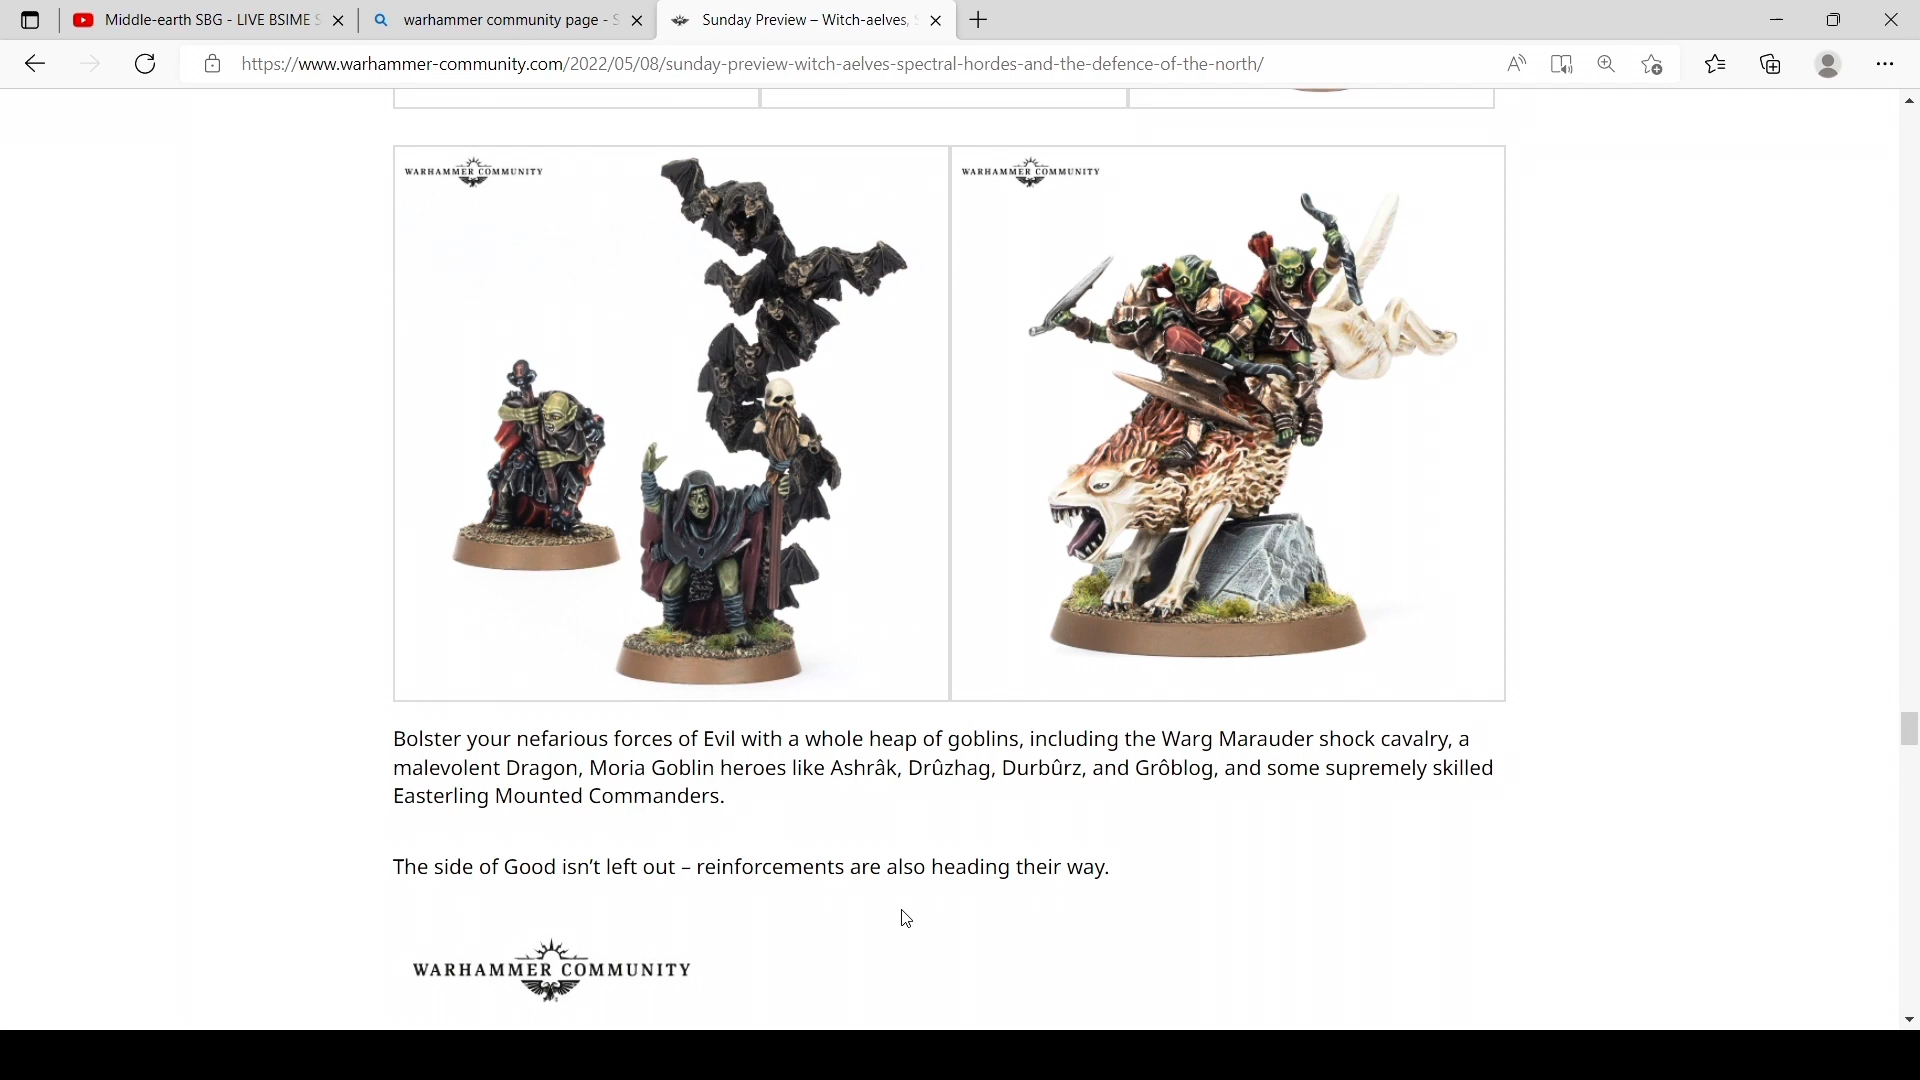 Middle-earth SBG - LIVE BSIME
warhammer community page -
Sunday Preview – Witch-aelves,
https://www.warhammer-community.com/2022/05/08/sunday-preview-witch-aelves-spectral-hordes-and-the-defence-of-the-north/
WARHAMMER COMMUNITY
WARHAMMER COMMUNITY
Bolster your nefarious forces of Evil with a whole heap of goblins, including the Warg Marauder shock cavalry, a
malevolent Dragon, Moria Goblin heroes like Ashrâk, Drûzhag, Durbûrz, and Grôblog, and some supremely skilled
Easterling Mounted Commanders.
The side of Good isn’t left out – reinforcements are also heading their way.
WARHAMMER COMMUNITY